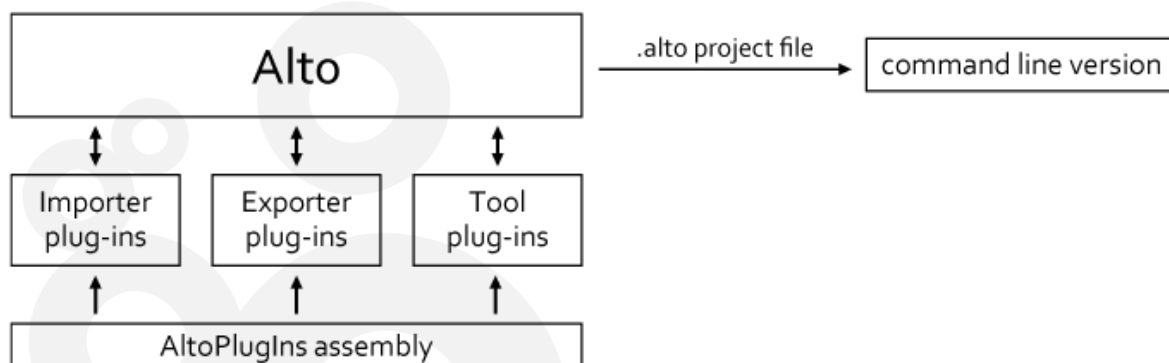 Alto
.alto project file
command line version
Importer
plug-ins
Exporter
plug-ins
Tool
plug-ins
AltoPlugIns assembly